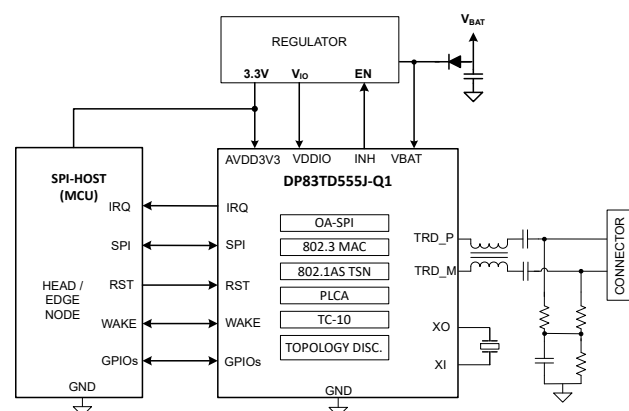 V_BAT
REGULATOR
3.3V V_IO EN
AVDD3V3 VDDIO INH VBAT
SPI-HOST
(MCU)
DP83TD555J-Q1
IRQ
IRQ
OA-SPI
TRD_P
SPI
SPI
802.3 MAC
802.1AS TSN
TRD_M
HEAD /
EDGE
NODE
RST
RST
PLCA
WAKE
WAKE
TC-10
XO
GPIOs
GPIOs
TOPOLOGY DISC.
XI
GND
GND
CONNECTOR